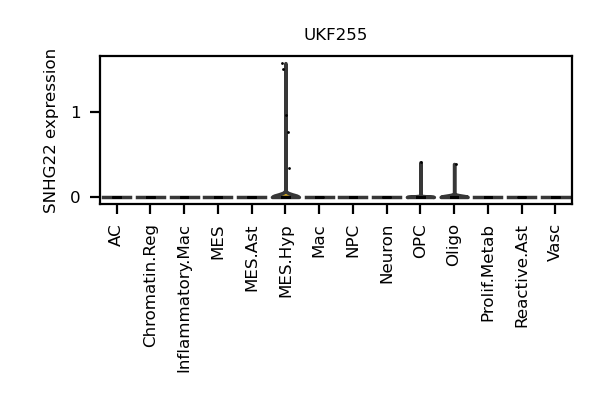 UKF255
SNHG22 expression
1
0
AC
Chromatin.Reg
Inflammatory.Mac
MES
MES.Ast
MES.Hyp
Mac
NPC
Neuron
OPC
Oligo
Prolif.Metab
Reactive.Ast
Vasc